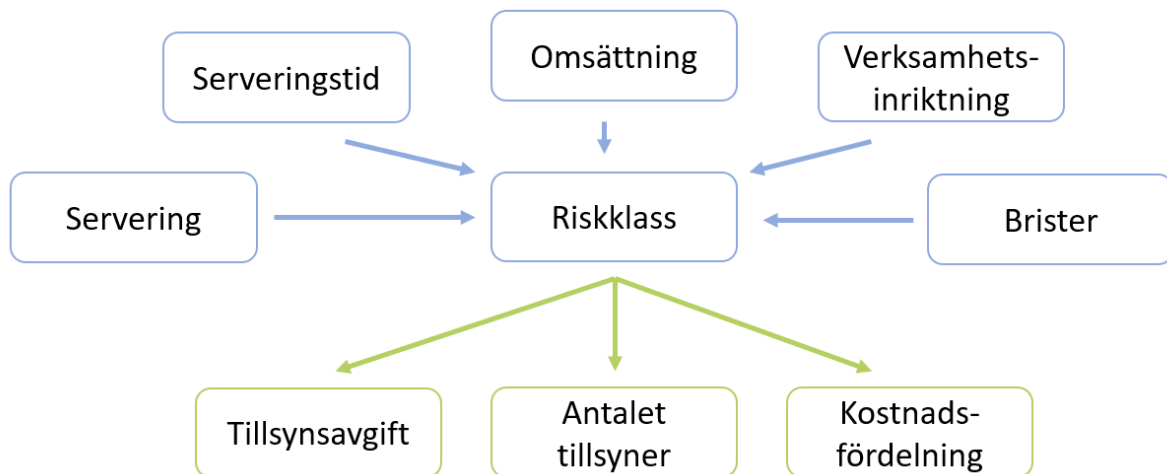 Omsättning
Serveringstid
Verksamhets-
inriktning
Servering
Riskklass
Brister
Tillsynsavgift
Antalet
tillsyner
Kostnads-
fördelning